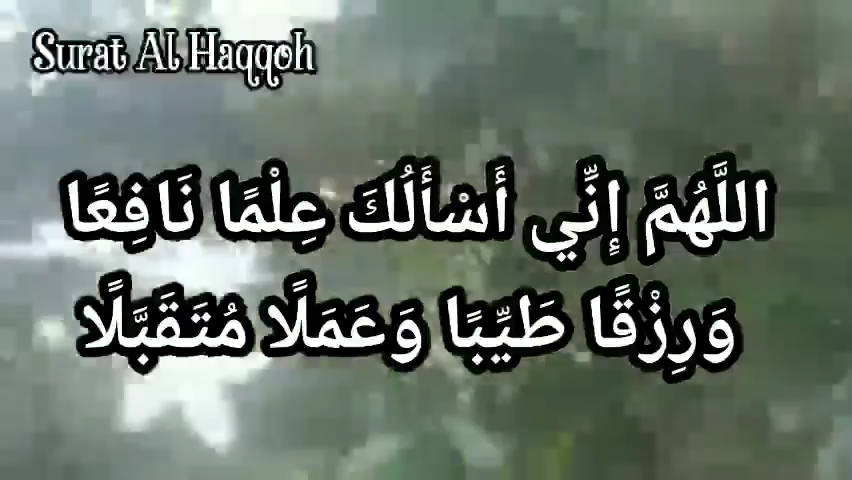 Surat Al Haqqoh
اللَّهُمَّ إِنِّي أَسْأَلُكَ عِلْمًا نَافِعًا
وَرِزْقًا طَيِّبًا وَعَمَلًا مُتَقَبَّلًا